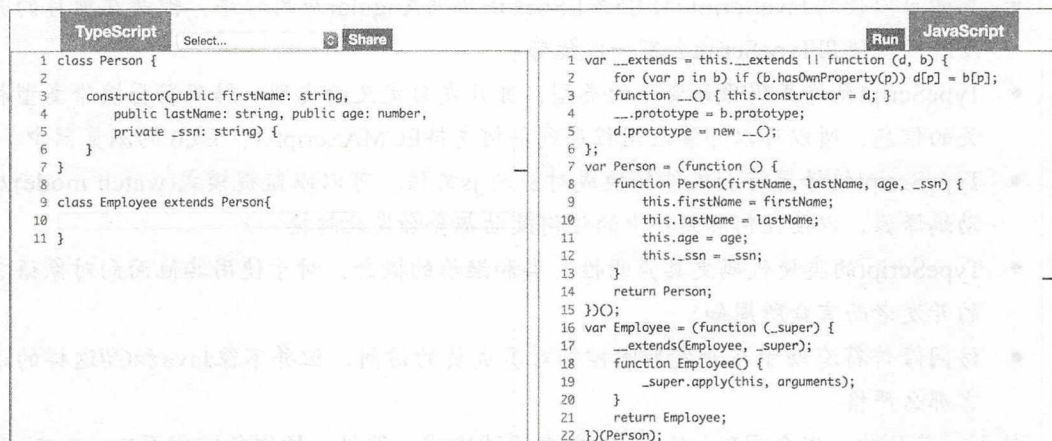 TypeScript
Select...
Share
Run
JavaScript
1 class Person {
2
3 constructor(public firstName: string,
4 public lastName: string, public age: number,
5 private _ssn: string) {
6 }
7 }
8
9 class Employee extends Person{
10
11 }
1 var __extends = this.__extends || function (d, b) {
2 for (var p in b) if (b.hasOwnProperty(p)) d[p] = b[p];
3 function __() { this.constructor = d; }
4 __.prototype = b.prototype;
5 d.prototype = new __();
6 };
7 var Person = (function () {
8 function Person(firstName, lastName, age, _ssn) {
9 this.firstName = firstName;
10 this.lastName = lastName;
11 this.age = age;
12 this._ssn = _ssn;
13 }
14 return Person;
15 })();
16 var Employee = (function (_super) {
17 __extends(Employee, _super);
18 function Employee() {
19 _super.apply(this, arguments);
20 }
21 return Employee;
22 })(Person);